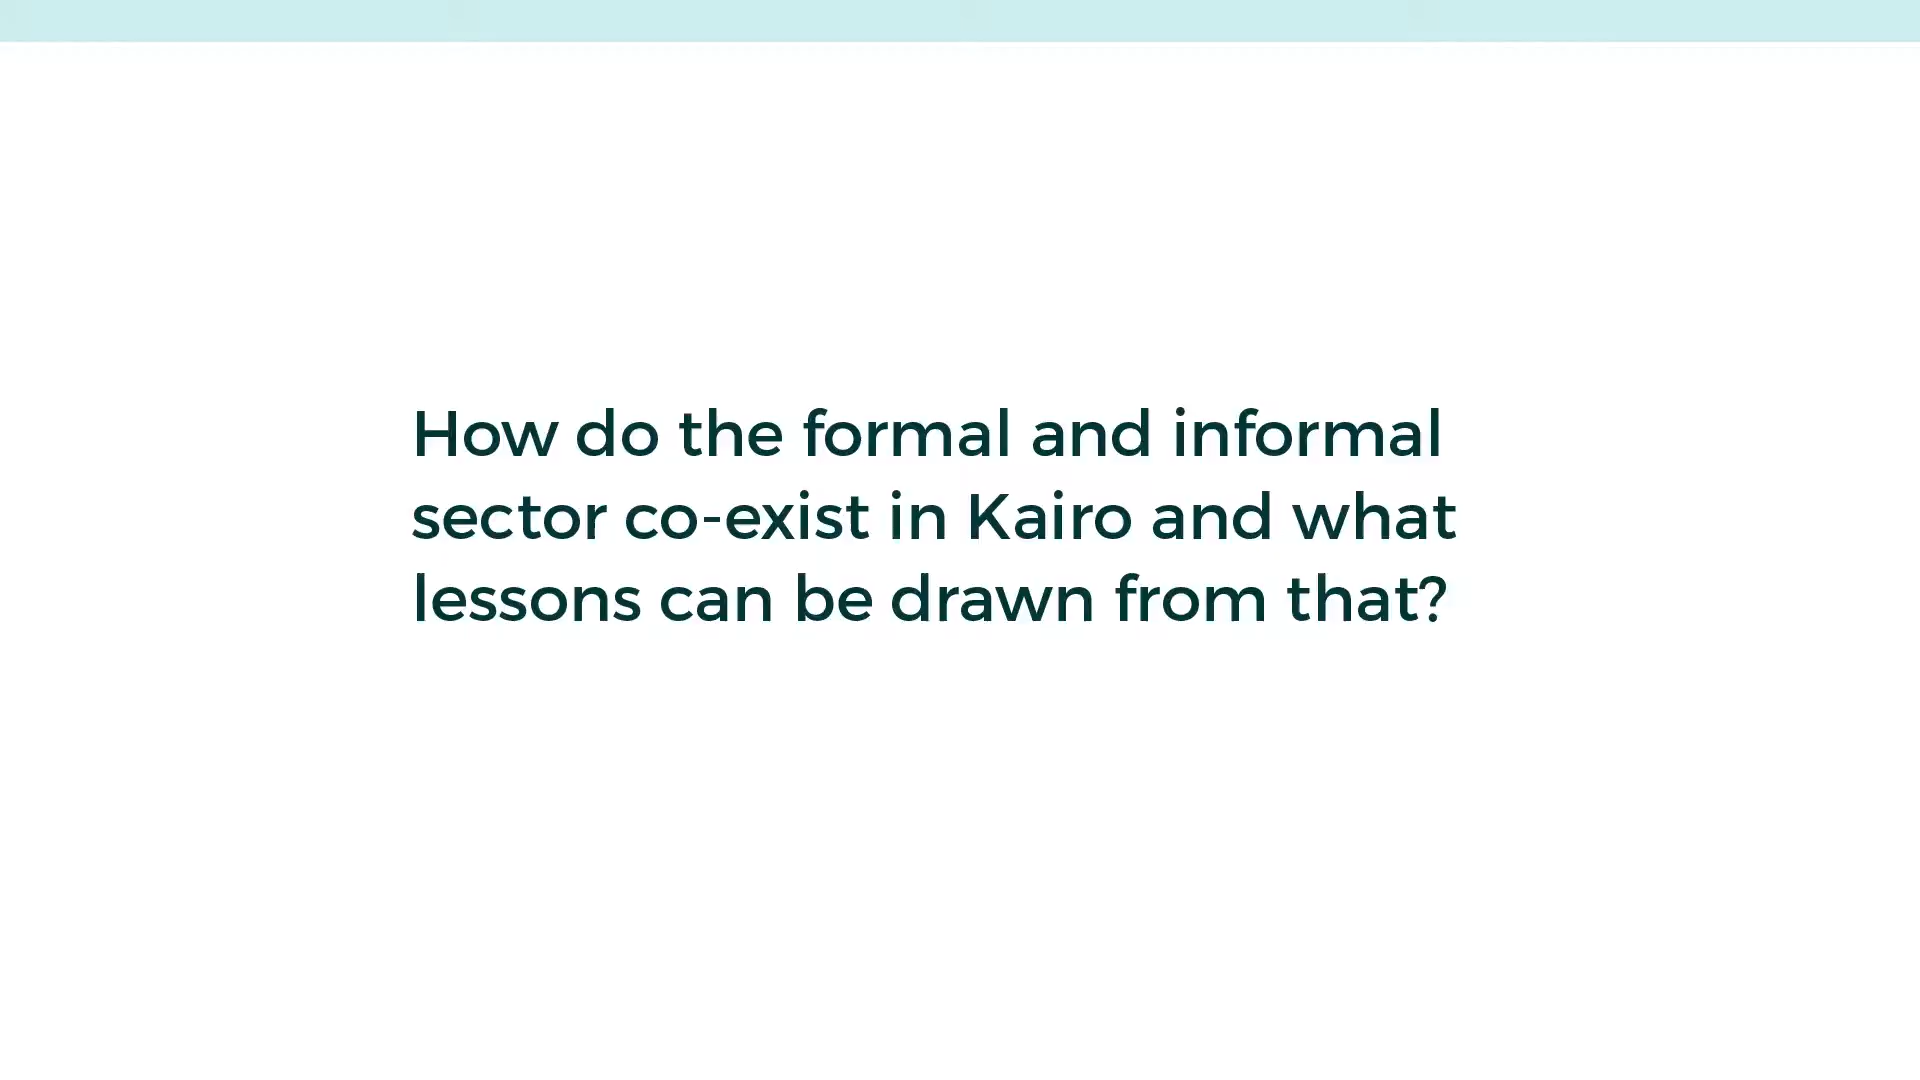 How do the formal and informal
sector co-exist in Kairo and what
lessons can be drawn from that?